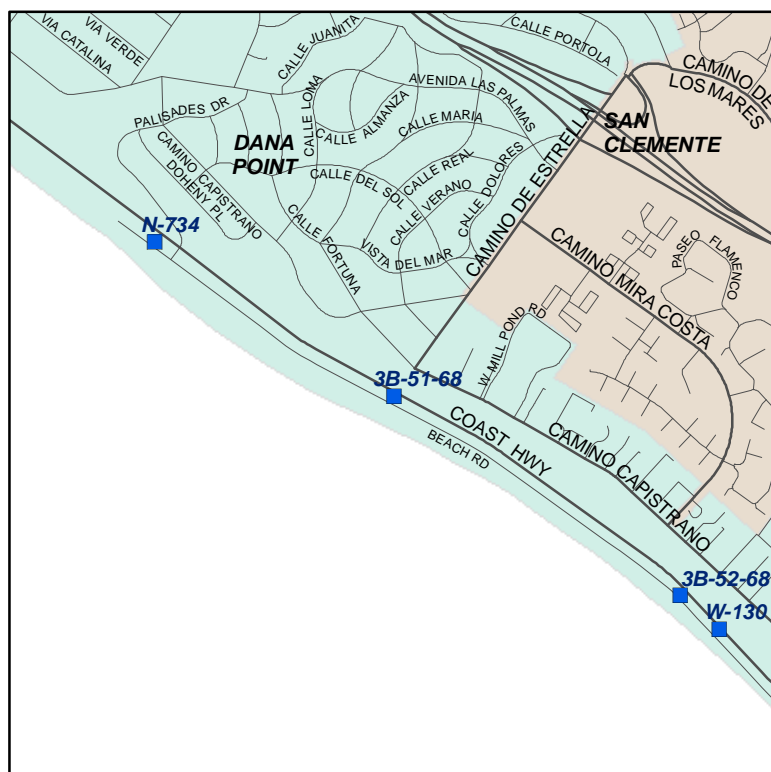 VIA VERDE
VIA CATALINA
CALLE JUANITA
CALLE PORTOLA
CAMINO DE
LOS MARES
AVENIDA LAS PALMAS
PALISADES DR
CALLE LOMA
CALLE ALMANZA
CALLE MARIA
SAN
CLEMENTE
DANA
POINT
CAMINO CAPISTRANO
DOHENY PL
CALLE DEL SOL
CALLE REAL
CALLE DOLORES
CALLE VERANO
CAMINO DE ESTRELLA
N-734
CALLE FORTUNA
VISTA DEL MAR
CAMINO MIRA COSTA
PASEO FLAMENCO
W MILL POND RD
3B-51-68
COAST HWY
BEACH RD
CAMINO CAPISTRANO
3B-52-68
W-130